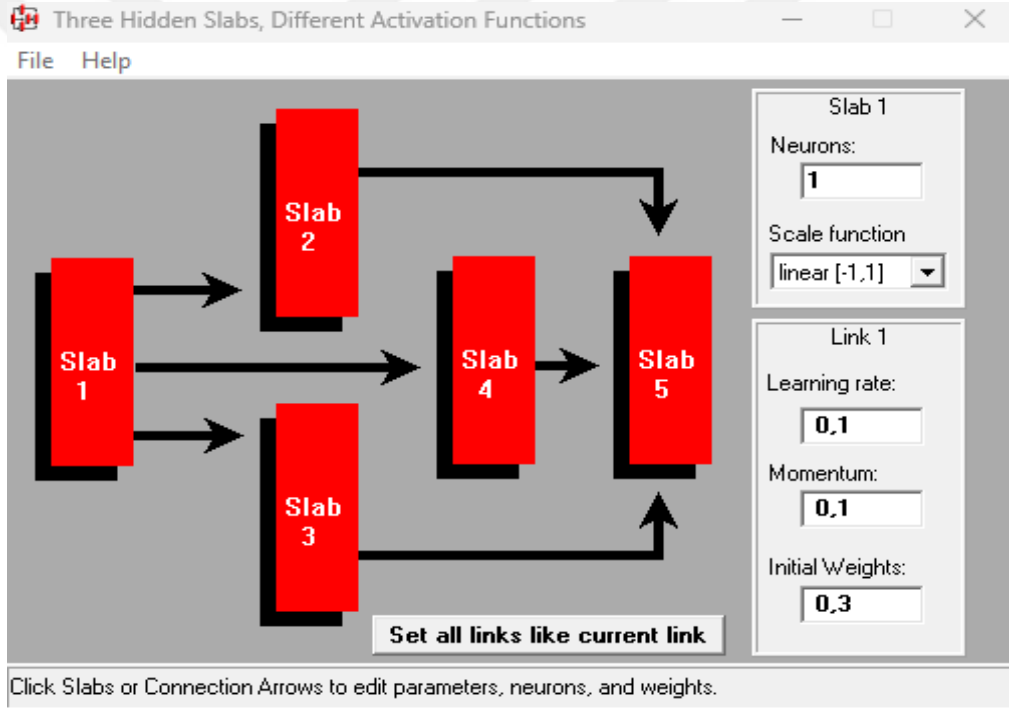 Three Hidden Slabs, Different Activation Functions
File Help
Slab 1
Neurons:
1
Scale function
linear [-1,1]
Link 1
Learning rate:
0,1
Momentum:
0,1
Initial Weights:
0,3
Slab
1
Slab
2
Slab
3
Slab
4
Slab
5
Set all links like current link
Click Slabs or Connection Arrows to edit parameters, neurons, and weights.